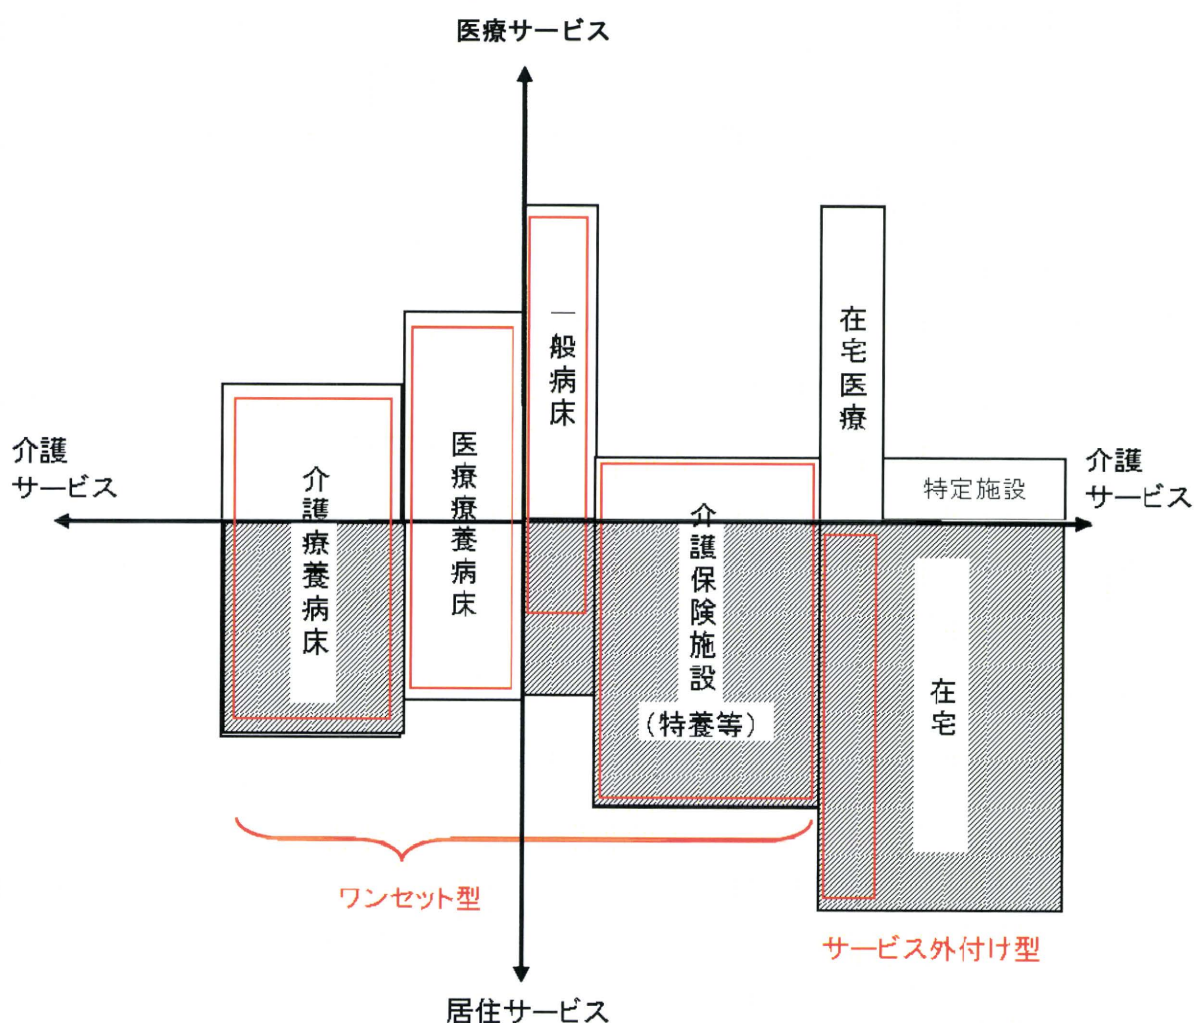 医療サービス
一般病床
在宅医療
介護
サービス
介護療養病床
医療療養病床
介護保険施設
（特養等）
特定施設
介護
サービス
在宅
ワンセット型
サービス外付け型
居住サービス